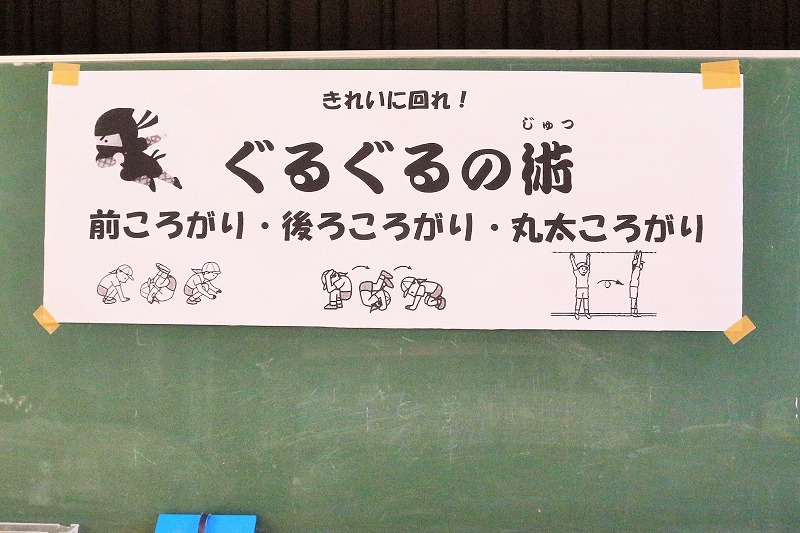 きれいに回れ！
じゅつ
ぐるぐるの術
前ころがり・後ろころがり・丸太ころがり